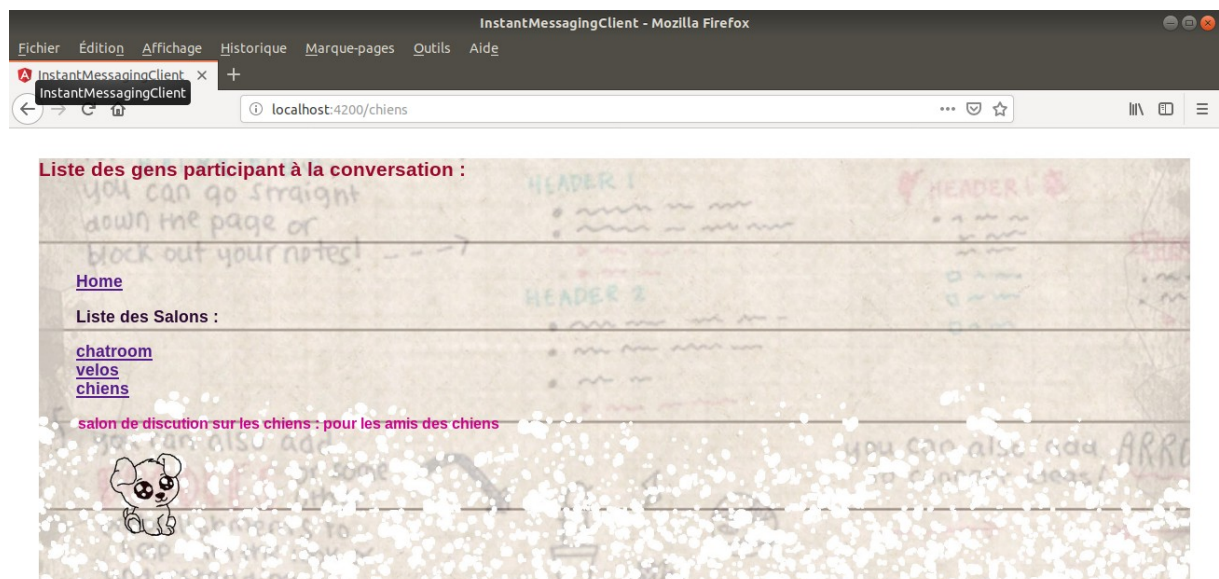 InstantMessagingClient - Mozilla Firefox
Fichier Édition Affichage Historique Marque-pages Outils Aide
InstantMessagingClient
InstantMessagingClient
localhost:4200/chiens
Liste des gens participant à la conversation :
you can go straight
HEADER 1
HEADER 1
down the page or
block out your notes!
Home
HEADER 2
Liste des Salons :
chatroom
velos
chiens
salon de discution sur les chiens : pour les amis des chiens
you can also add
you can also add ARRO